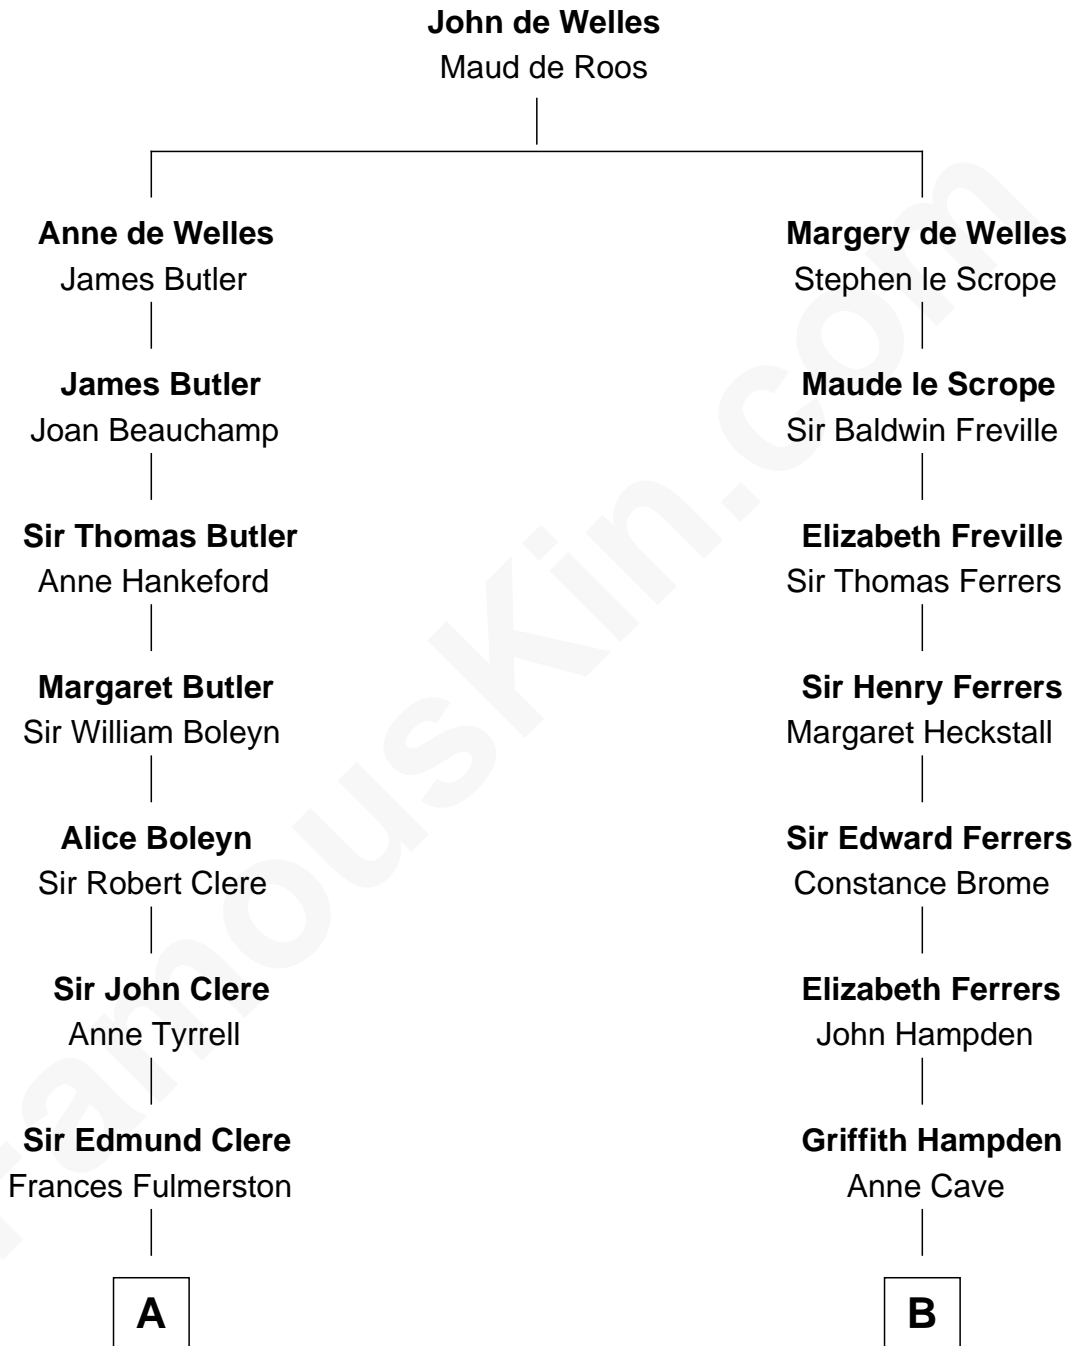 John de Welles
Maud de Roos
Anne de Welles
James Butler
Margery de Welles
Stephen le Scrope
James Butler
Joan Beauchamp
Maude le Scrope
Sir Baldwin Freville
Sir Thomas Butler
Anne Hankeford
Elizabeth Freville
Sir Thomas Ferrers
Margaret Butler
Sir William Boleyn
Sir Henry Ferrers
Margaret Heckstall
Alice Boleyn
Sir Robert Clere
Sir Edward Ferrers
Constance Brome
Sir John Clere
Anne Tyrrell
Elizabeth Ferrers
John Hampden
Sir Edmund Clere
Frances Fulmerston
Griffith Hampden
Anne Cave
A
B
FamousKin.com